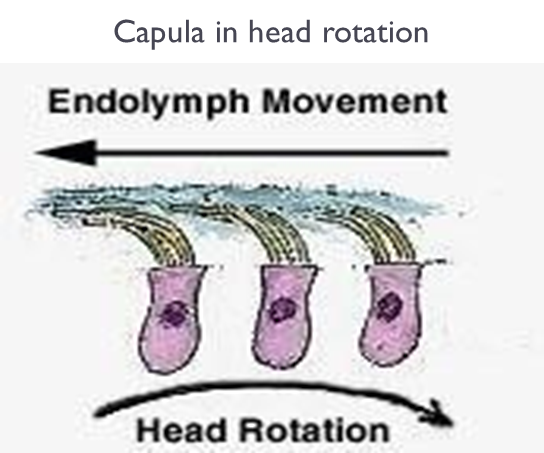 Capula in head rotation
Endolymph Movement
Head Rotation